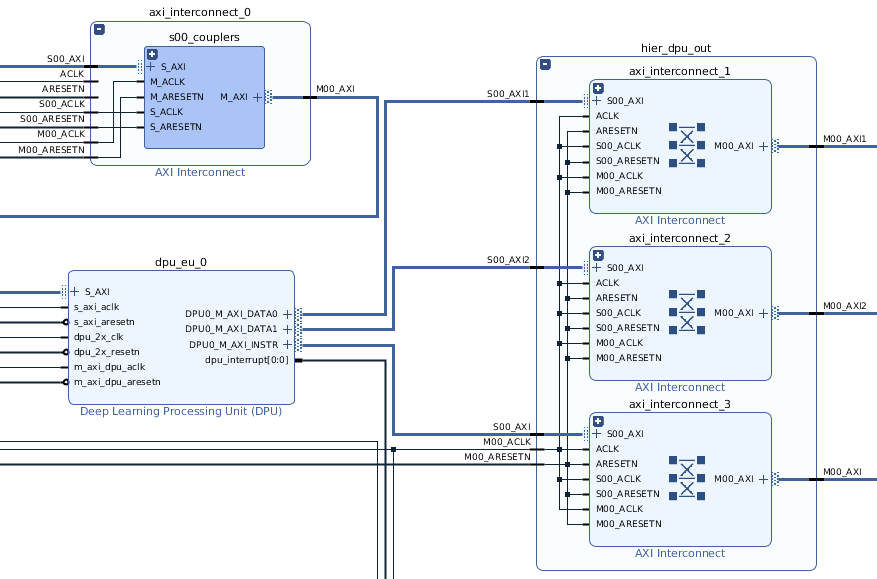 axi_interconnect_0
s00_couplers
S00_AXI
ACLK
ARESETN
S00_ACLK
S00_ARESETN
M00_ACLK
M00_ARESETN
S_AXI
M_ACLK
M_ARESETN
S_ACLK
S_ARESETN
M_AXI
M00_AXI
AXI Interconnect
dpu_eu_0
S_AXI
s_axi_aclk
s_axi_aresetn
dpu_2x_clk
dpu_2x_resetn
m_axi_dpu_aclk
m_axi_dpu_aresetn
DPU0_M_AXI_DATA0
DPU0_M_AXI_DATA1
DPU0_M_AXI_INSTR
dpu_interrupt[0:0]
Deep Learning Processing Unit (DPU)
hier_dpu_out
S00_AXI1
S00_AXI2
S00_AXI
M00_ACLK
M00_ARESETN
axi_interconnect_1
S00_AXI
ACLK
ARESETN
S00_ACLK
S00_ARESETN
M00_ACLK
M00_ARESETN
M00_AXI
AXI Interconnect
M00_AXI1
axi_interconnect_2
S00_AXI
ACLK
ARESETN
S00_ACLK
S00_ARESETN
M00_ACLK
M00_ARESETN
M00_AXI
AXI Interconnect
M00_AXI2
axi_interconnect_3
S00_AXI
ACLK
ARESETN
S00_ACLK
S00_ARESETN
M00_ACLK
M00_ARESETN
M00_AXI
AXI Interconnect
M00_AXI